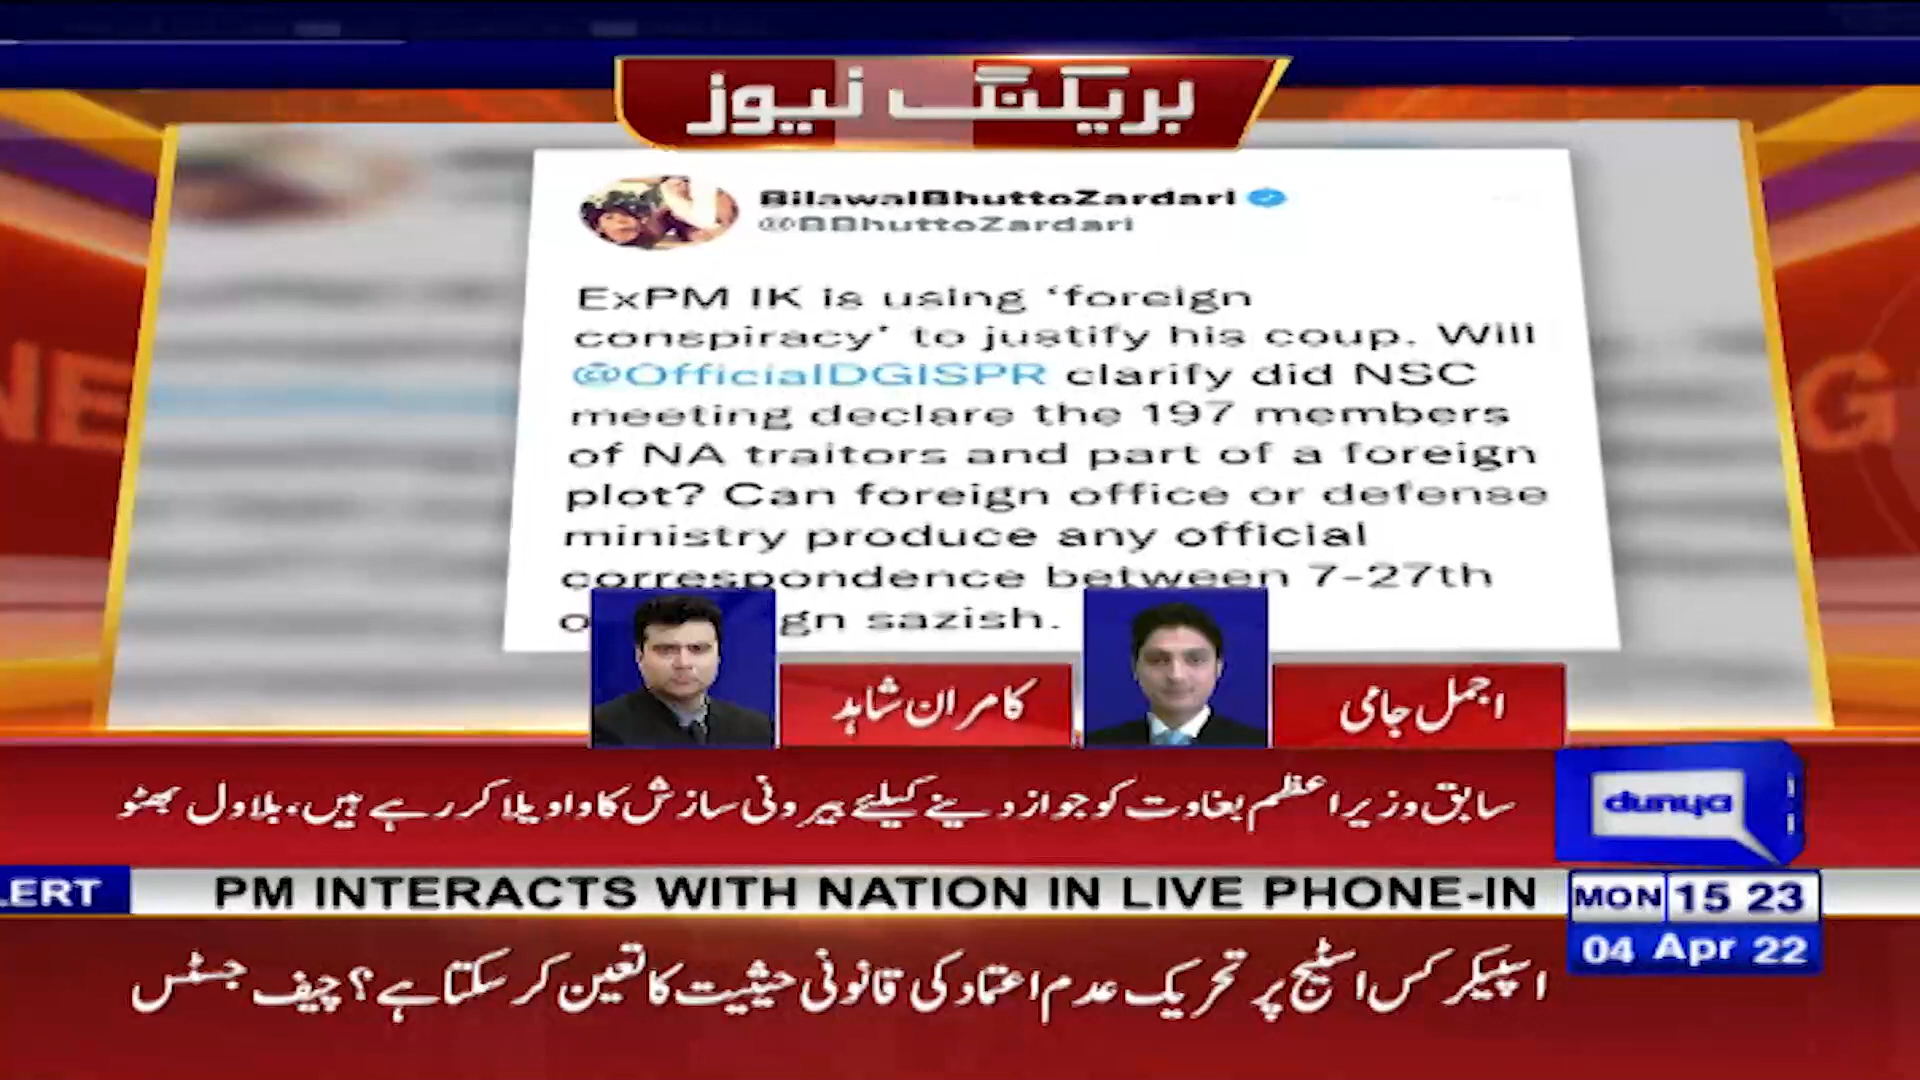 بریکنگ نیوز
BilawalBhuttoZardari
@BBhuttoZardari
ExPM IK is using ‘foreign
conspiracy’ to justify his coup. Will
@OfficialDGISPR clarify did NSC
meeting declare the 197 members
of NA traitors and part of a foreign
plot? Can foreign office or defense
ministry produce any official
correspondence between 7-27th
gn sazish.
NE
G
اجمل جامی
کامران شاہد
سابق وزیراعظم بغاوت کو جواز دینے کیلئے بیرونی سازش کا واویلا کر رہے ہیں، بلاول بھٹو
dunya
LERT
PM INTERACTS WITH NATION IN LIVE PHONE-IN
MON 15 23
04 Apr 22
اسپیکر کس اسٹیج پر تحریک عدم اعتماد کی قانونی حیثیت کا تعین کر سکتا ہے؟ چیف جسٹس